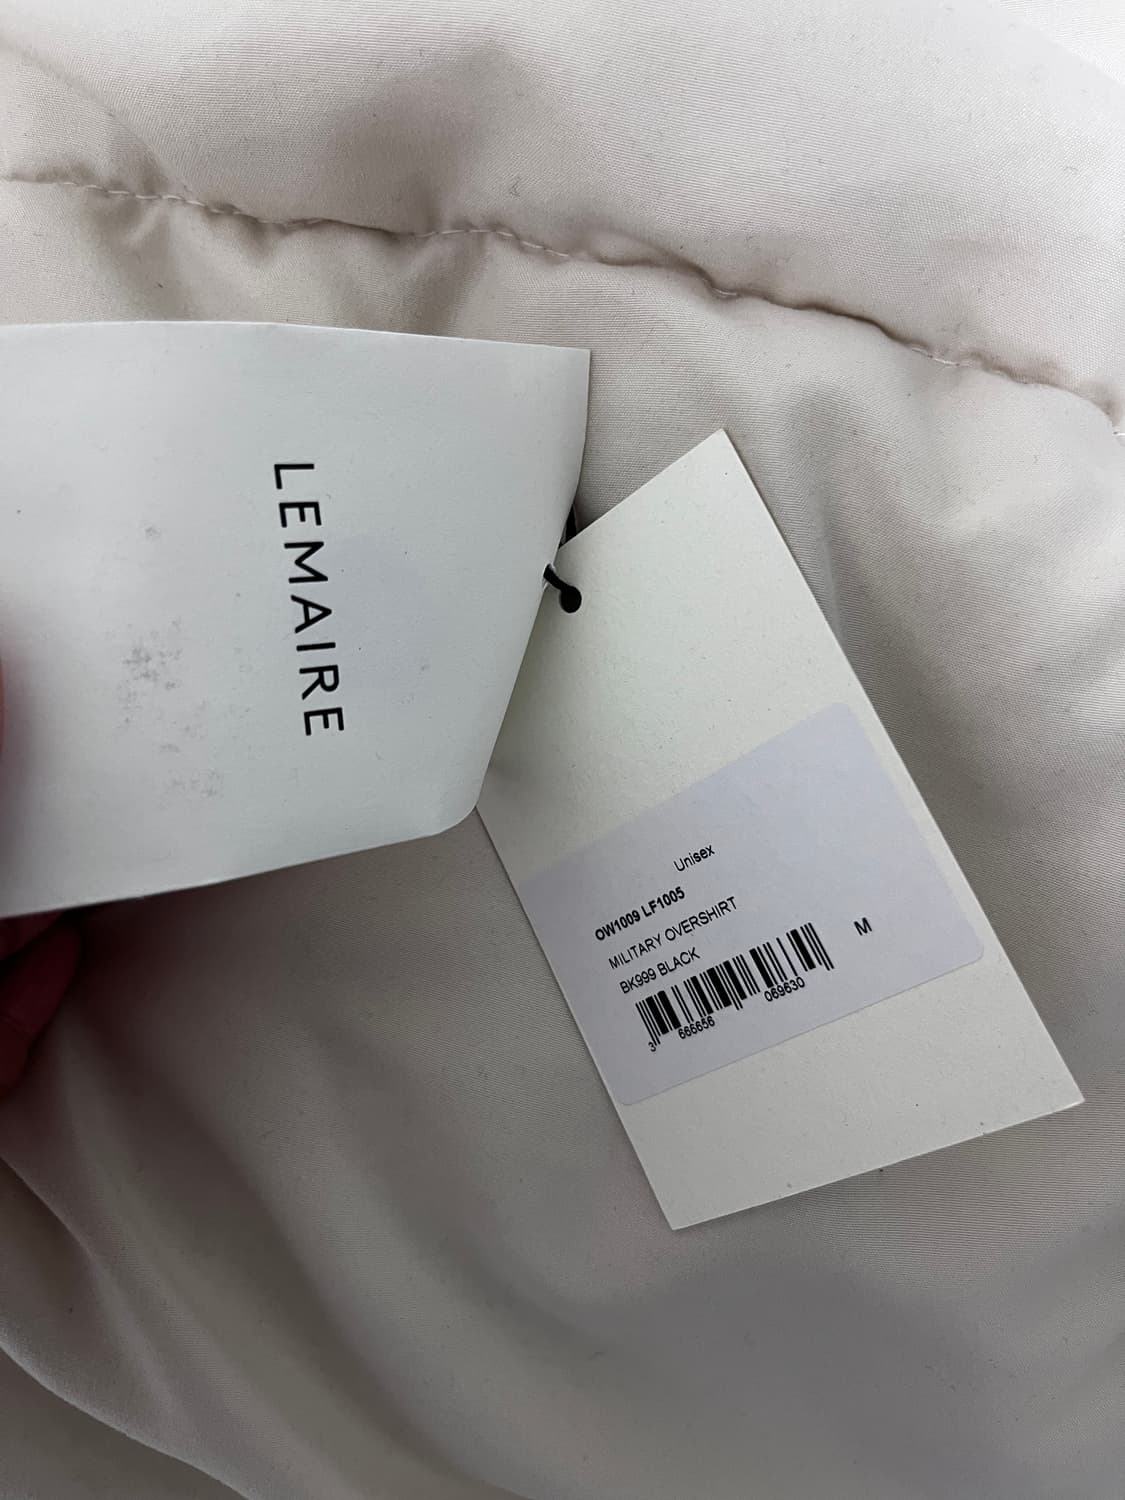 LEMAIRE
Unisex
OW1009 LF1005
MILITARY OVERSHIRT
BK999 BLACK
M
3 666656 069630